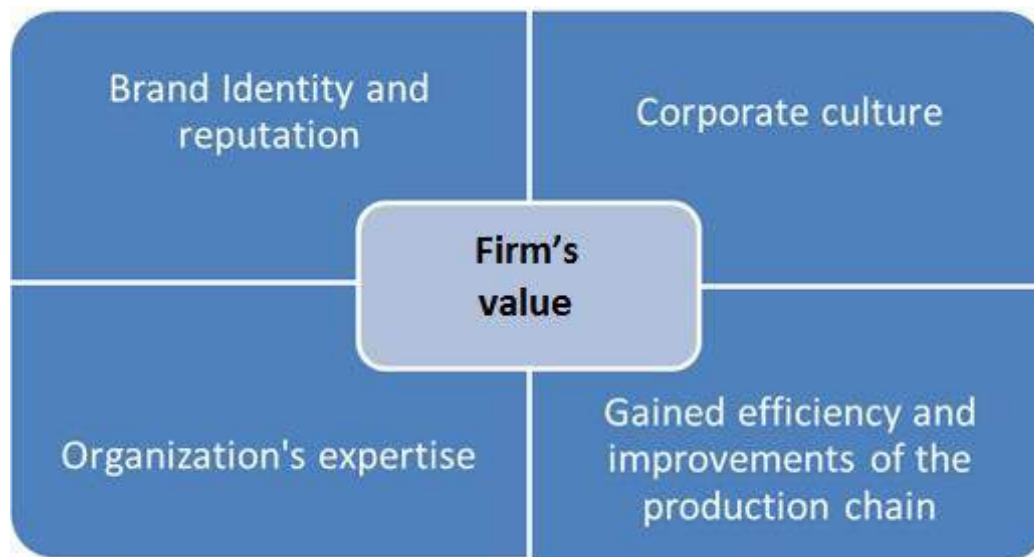 Brand Identity and
reputation
Corporate culture
Firm’s
value
Organization's expertise
Gained efficiency and
improvements of the
production chain